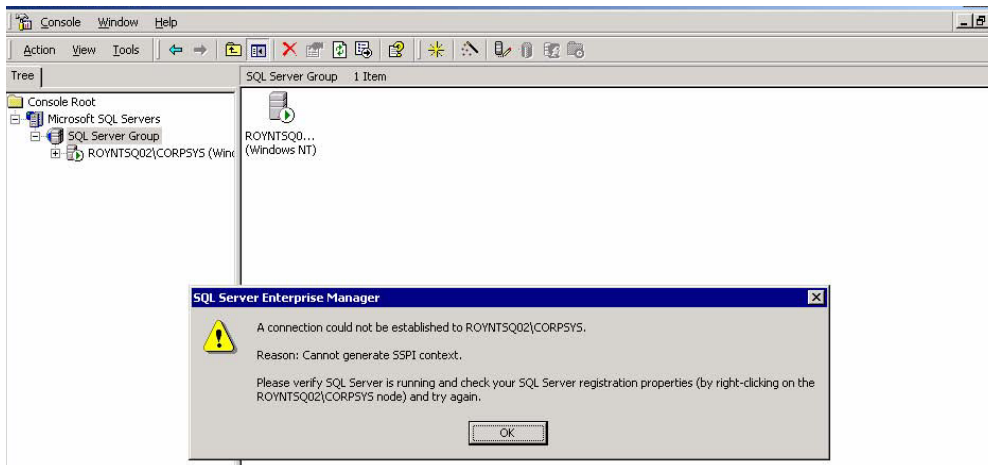 Console Window Help
Action View Tools
Tree
SQL Server Group 1 Item
Console Root
Microsoft SQL Servers
SQL Server Group
ROYNTSQ02\CORPSYS (Wind
ROYNTSQ0...
(Windows NT)
SQL Server Enterprise Manager
A connection could not be established to ROYNTSQ02\CORPSYS.
Reason: Cannot generate SSPI context.
Please verify SQL Server is running and check your SQL Server registration properties (by right-clicking on the
ROYNTSQ02\CORPSYS node) and try again.
OK